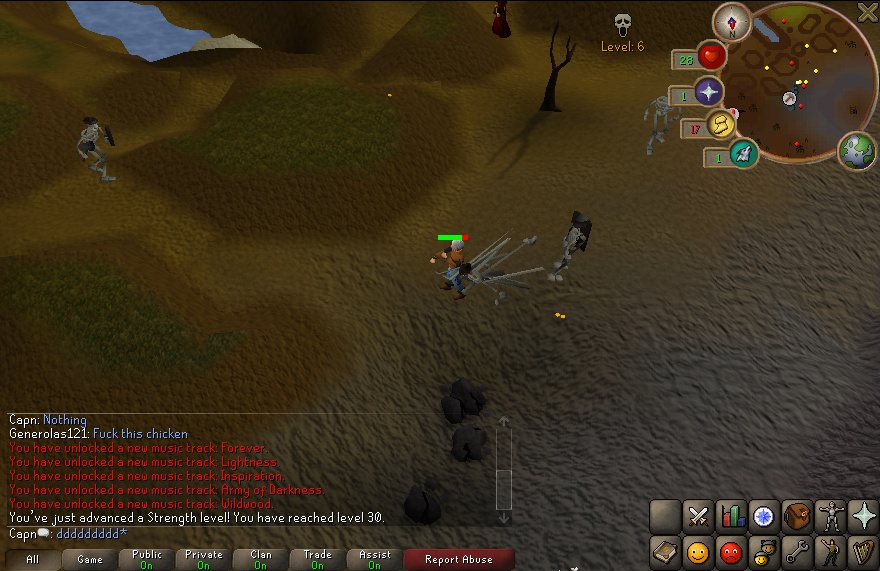 Level: 6
N
28
1
17
1
Capn: Nothing
Generolas121: Fuck this chicken
You have unlocked a new music track: Forever.
You have unlocked a new music track: Lightness.
You have unlocked a new music track: Inspiration.
You have unlocked a new music track: Army of Darkness.
You have unlocked a new music track: Wildwood.
You've just advanced a Strength level! You have reached level 30.
Capn: ddddddddd*
All Game Public On Private On Clan On Trade On Assist On Report Abuse